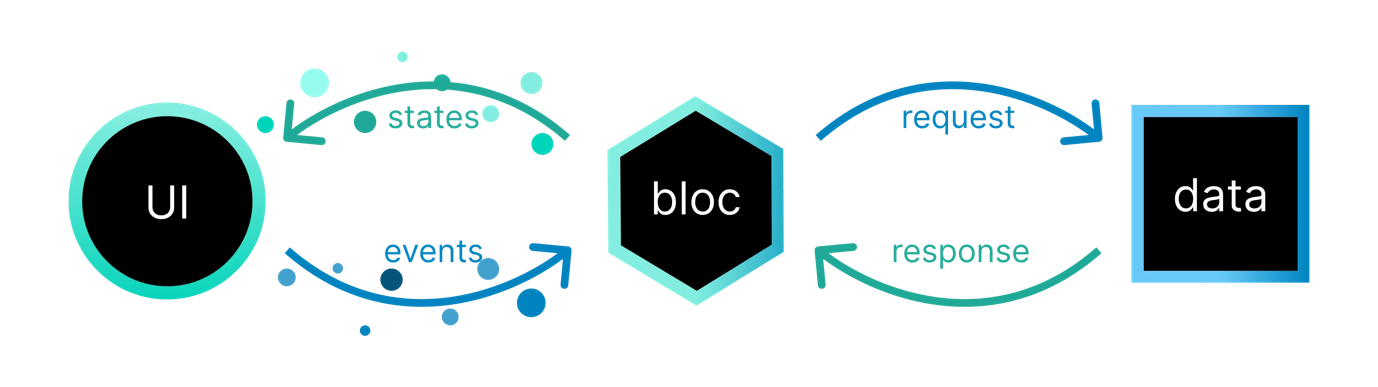 states
request
UI
bloc
data
events
response